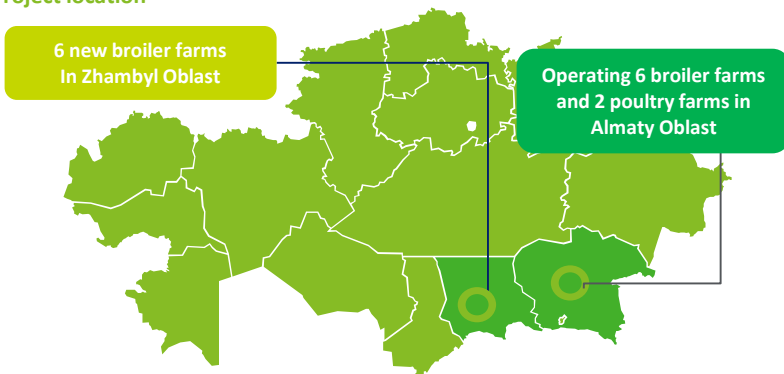 roject location
6 new broiler farms
In Zhambyl Oblast
Operating 6 broiler farms
and 2 poultry farms in
Almaty Oblast